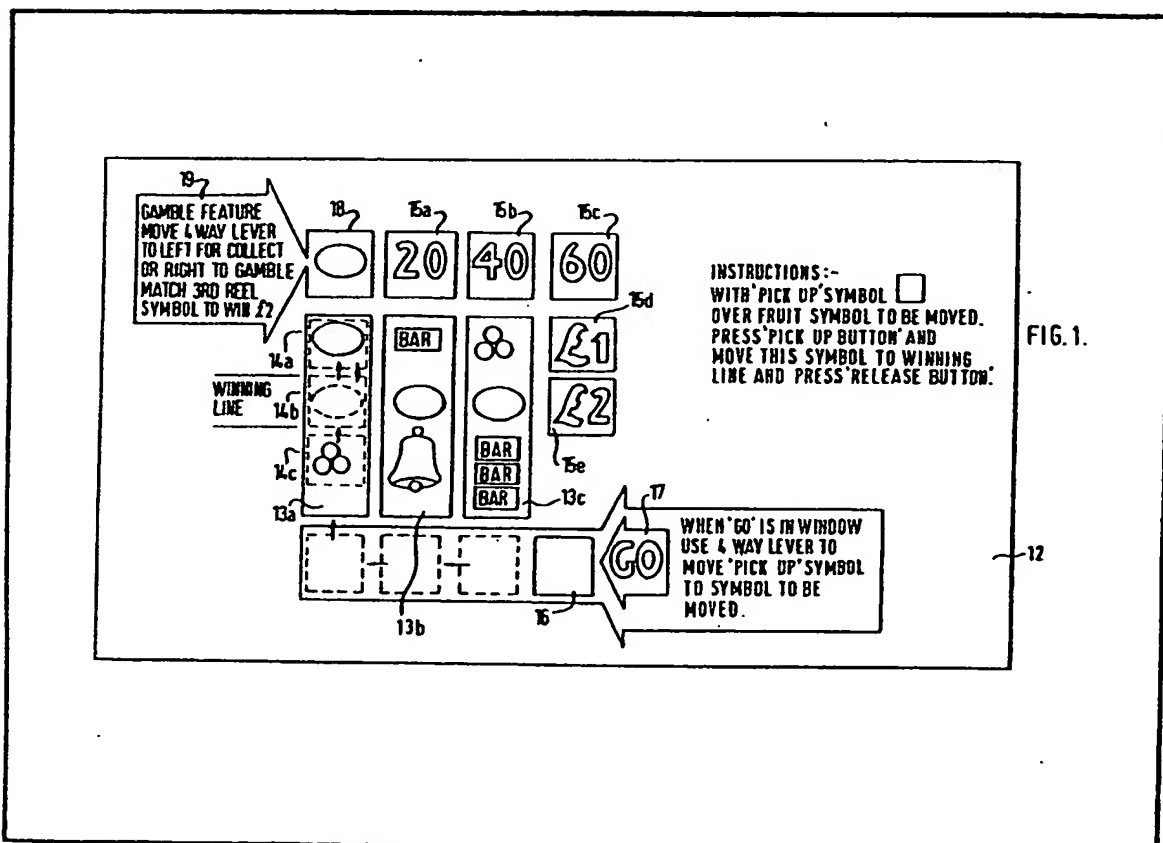 19
GAMBLE FEATURE
MOVE 4 WAY LEVER
TO LEFT FOR COLLECT
OR RIGHT TO GAMBLE
MATCH 3RD REEL
SYMBOL TO WIN £2
18
15a
20
15b
40
15c
60
INSTRUCTIONS:-
WITH 'PICK UP' SYMBOL
OVER FRUIT SYMBOL TO BE MOVED.
PRESS 'PICK UP BUTTON' AND
MOVE THIS SYMBOL TO WINNING
LINE AND PRESS 'RELEASE BUTTON'.
FIG. 1.
15d
£1
14a
BAR
WINNING
LINE
14b
£2
15e
14c
BAR
BAR
BAR
13a
13c
17
GO
WHEN 'GO' IS IN WINDOW
USE 4 WAY LEVER TO
MOVE 'PICK UP' SYMBOL
TO SYMBOL TO BE
MOVED.
12
13b
16